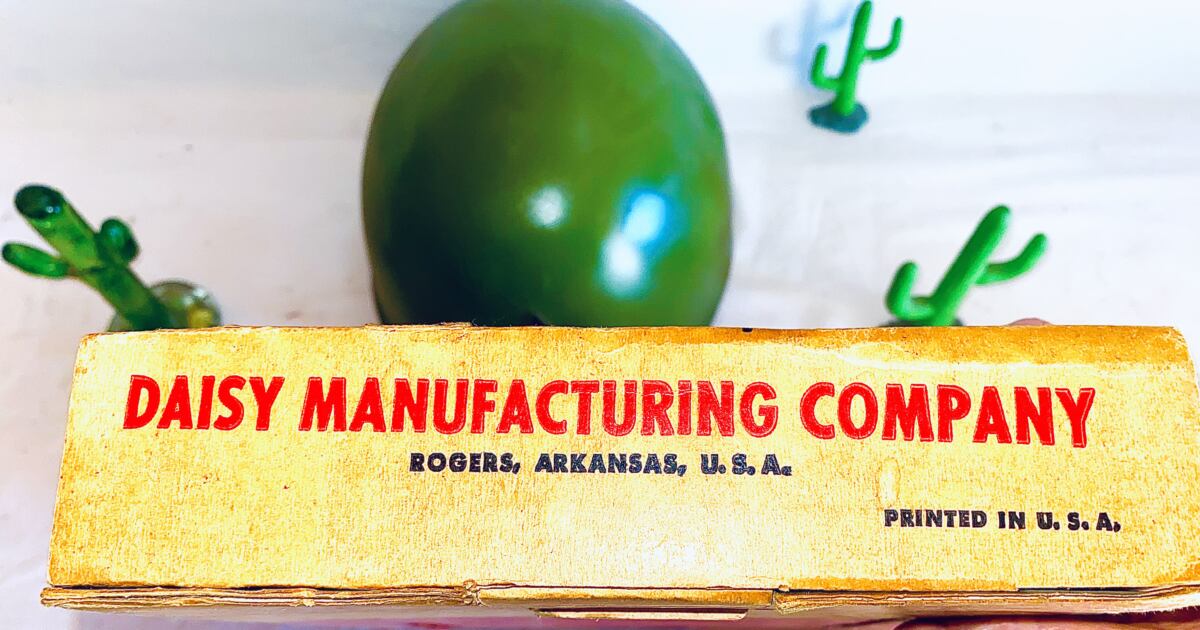 DAISY MANUFACTURING COMPANY
ROGERS, ARKANSAS, U.S.A.
PRINTED IN U.S.A.